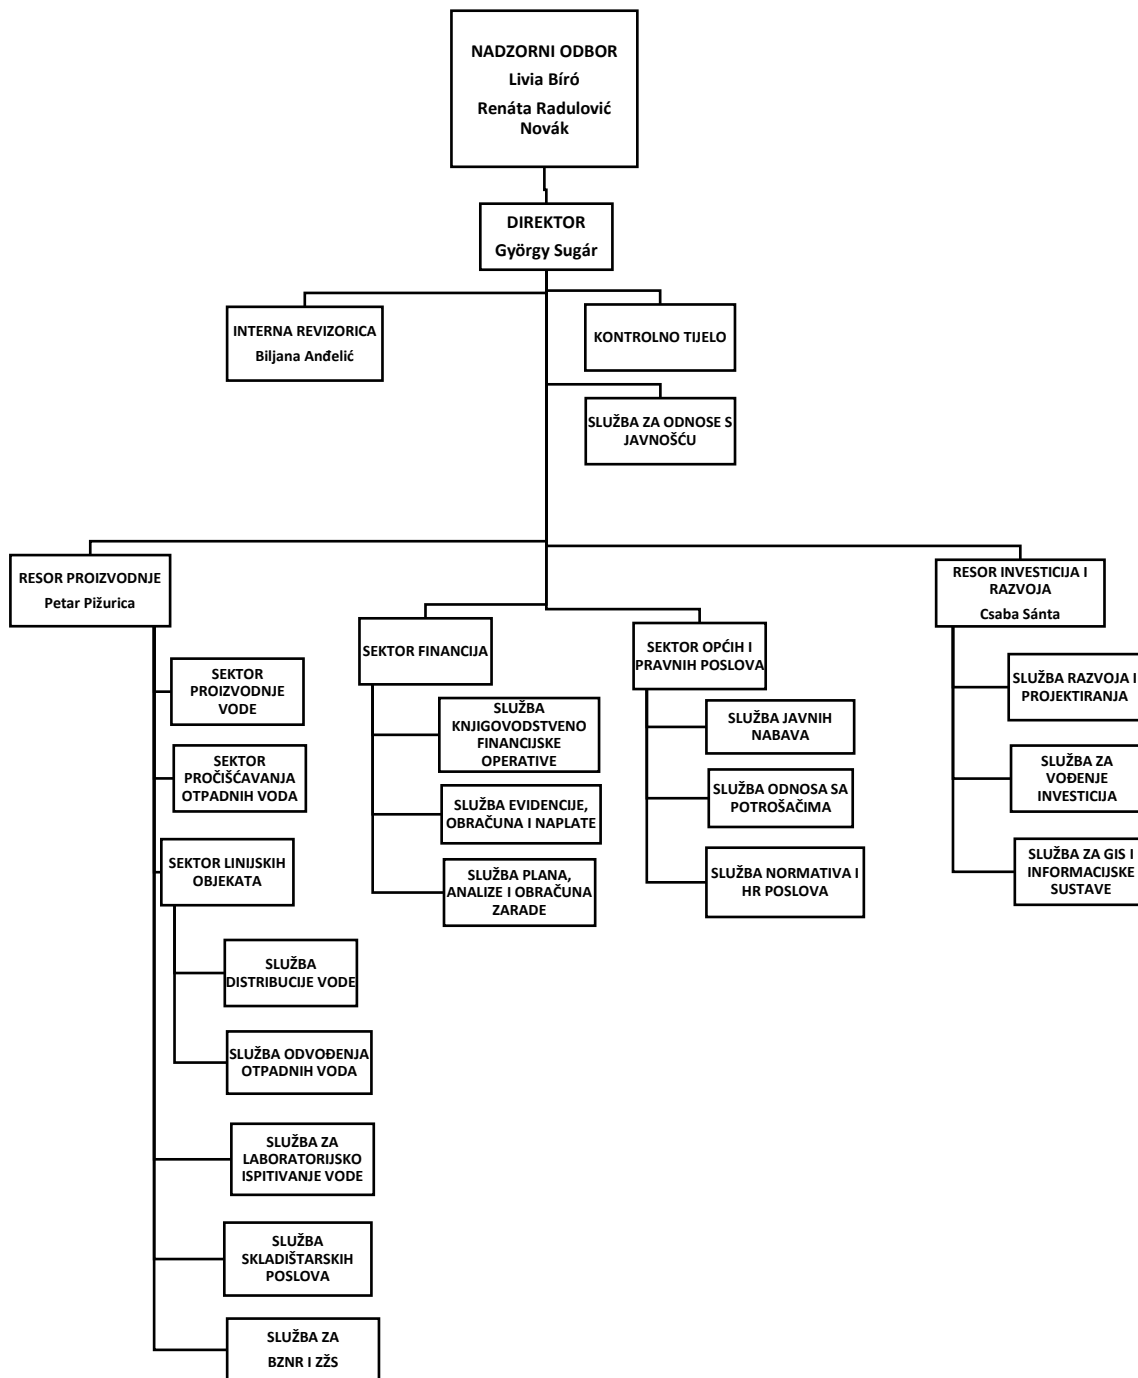 NADZORNI ODBOR
Livia Bíró
Renáta Radulović
Novák
DIREKTOR
György Sugár
INTERNA REVIZORICA
Biljana Anđelić
KONTROLNO TIJELO
SLUŽBA ZA ODNOSE S
JAVNOŠĆU
RESOR PROIZVODNJE
Petar Pižurica
SEKTOR
PROIZVODNJE
VODE
SEKTOR
PROČIŠĆAVANJA
OTPADNIH VODA
SEKTOR LINIJSKIH
OBJEKATA
SLUŽBA
DISTRIBUCIJE VODE
SLUŽBA ODVOĐENJA
OTPADNIH VODA
SLUŽBA ZA
LABORATORIJSKO
ISPITIVANJE VODE
SLUŽBA
SKLADIŠTARSKIH
POSLOVA
SLUŽBA ZA
BZNR I ZŽS
SEKTOR FINANCIJA
SLUŽBA
KNJIGOVODSTVENO
FINANCIJSKE
OPERATIVE
SLUŽBA EVIDENCIJE,
OBRAČUNA I NAPLATE
SLUŽBA PLANA,
ANALIZE I OBRAČUNA
ZARADE
SEKTOR OPĆIH I
PRAVNIH POSLOVA
SLUŽBA JAVNIH
NABAVA
SLUŽBA ODNOSA SA
POTROŠAČIMA
SLUŽBA NORMATIVA I
HR POSLOVA
RESOR INVESTICIJA I
RAZVOJA
Csaba Sánta
SLUŽBA RAZVOJA I
PROJEKTIRANJA
SLUŽBA ZA
VOĐENJE
INVESTICIJA
SLUŽBA ZA GIS I
INFORMACIJSKE
SUSTAVE